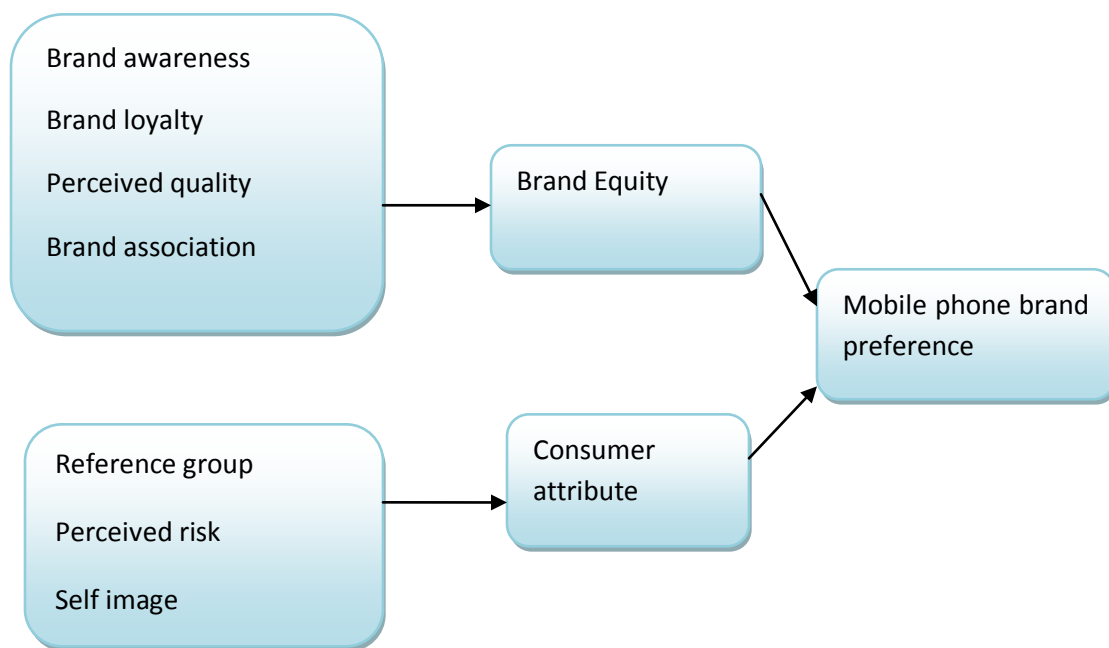 Brand awareness
Brand loyalty
Perceived quality
Brand association
Brand Equity
Mobile phone brand
preference
Reference group
Perceived risk
Self image
Consumer
attribute